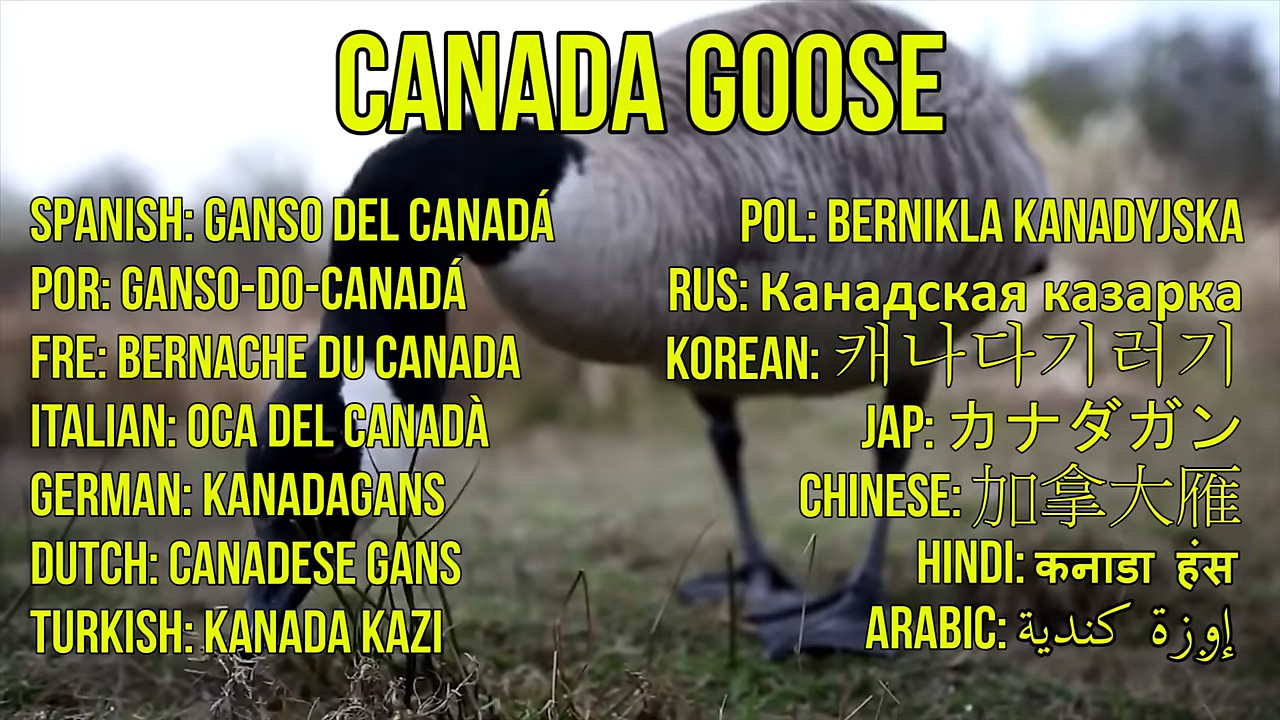 CANADA GOOSE
SPANISH: GANSO DEL CANADÁ
POR: GANSO-DO-CANADÁ
FRE: BERNACHE DU CANADA
ITALIAN: OCA DEL CANADÀ
GERMAN: KANADAGANS
DUTCH: CANADESE GANS
TURKISH: KANADA KAZI
POL: BERNIKLA KANADYJSKA
RUS: Канадская казарка
KOREAN: 캐나다기러기
JAP: カナダガン
CHINESE: 加拿大雁
HINDI: कनाडा हंस
ARABIC: إوزة كندية